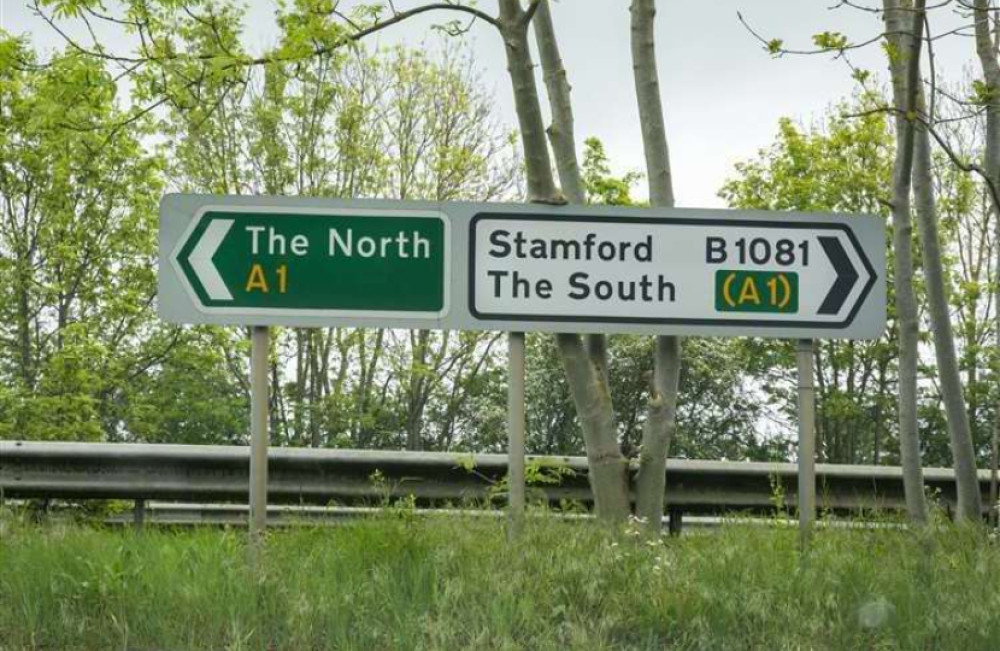 The North
A1
Stamford B1081
The South (A1)